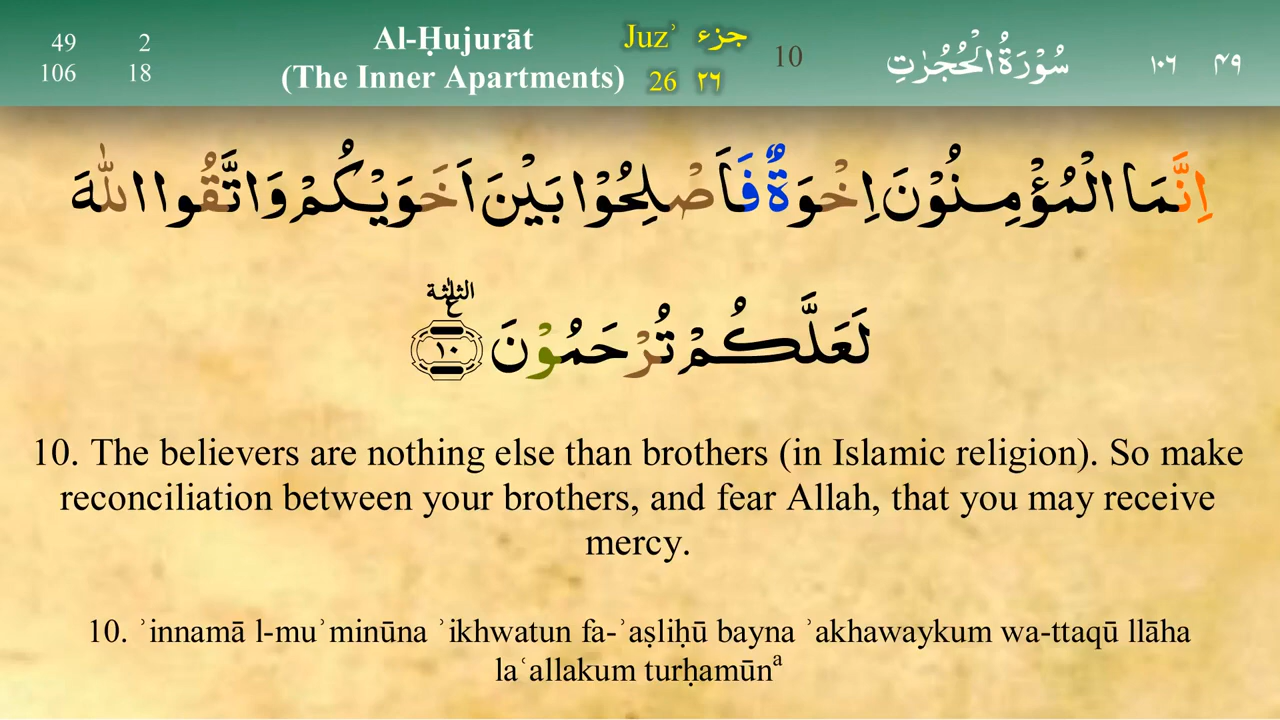 49 2 Al-Ḥujurāt Juzʾ جزء
10 سُوْرَةُ الْحُجُرٰتِ ١٠٦ ۴۹
106 18 (The Inner Apartments) 26 ٢٦
اِنَّمَا الْمُؤْمِنُوْنَ اِخْوَةٌ فَاَصْلِحُوْا بَيْنَ اَخَوَيْكُمْ وَاتَّقُوا اللّٰهَ
لَعَلَّكُمْ تُرْحَمُوْنَ ١٠ الثلثة ع
10. The believers are nothing else than brothers (in Islamic religion). So make
reconciliation between your brothers, and fear Allah, that you may receive
mercy.
10. ʾinnamā l-muʾminūna ʾikhwatun fa-ʾaṣliḥū bayna ʾakhawaykum wa-ttaqū llāha
laʿallakum turḥamūnᵃ